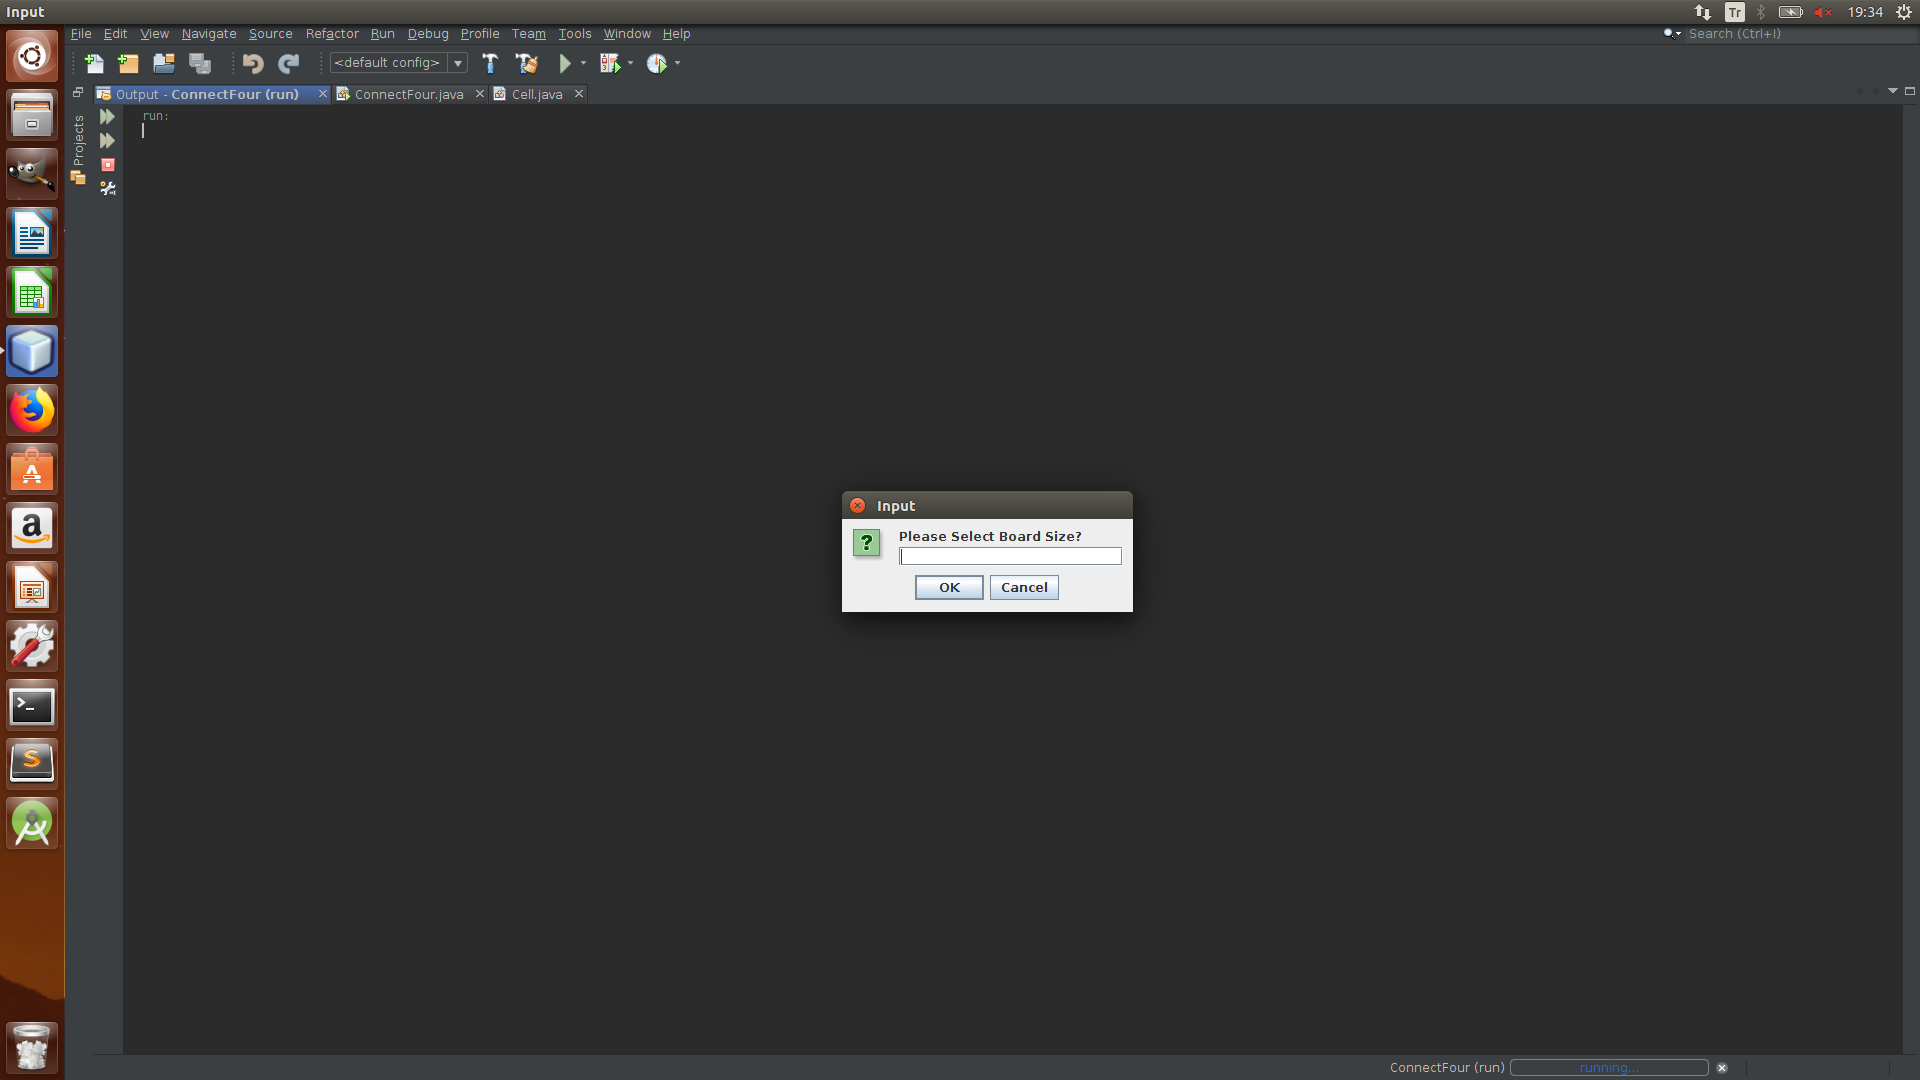 Input
Tr
19:34
File Edit View Navigate Source Refactor Run Debug Profile Team Tools Window Help
Search (Ctrl+I)
<default config>
Output - ConnectFour (run)
ConnectFour.java
Cell.java
Projects
run:
Input
?
Please Select Board Size?
OK
Cancel
ConnectFour (run)
running...